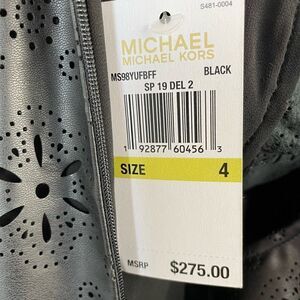 S481-0004
MICHAEL
MICHAEL KORS
MS98YUFBFF BLACK
SP 19 DEL 2
1 92877 60456 3
SIZE 4
MSRP $275.00